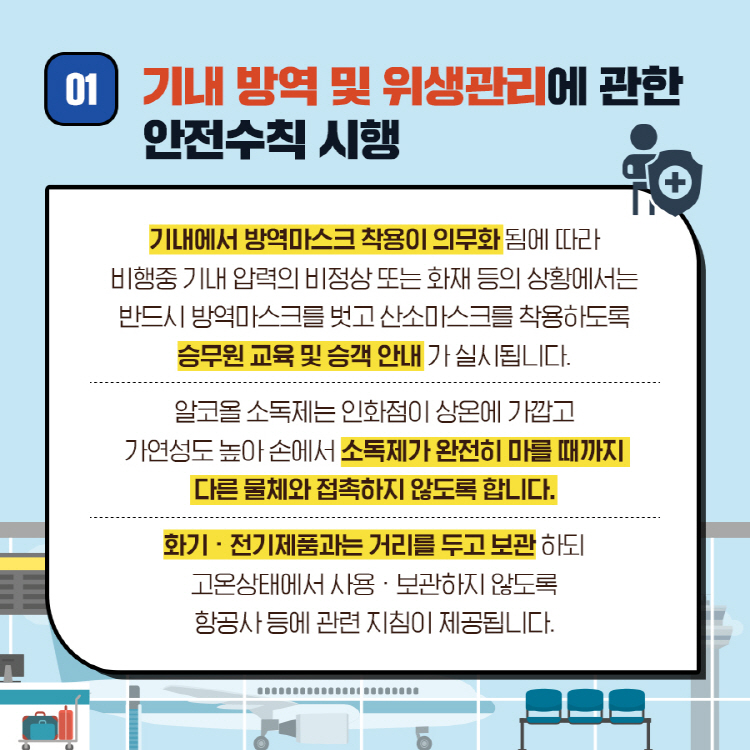 01
기내 방역 및 위생관리에 관한
안전수칙 시행
기내에서 방역마스크 착용이 의무화 됨에 따라
비행중 기내 압력의 비정상 또는 화재 등의 상황에서는
반드시 방역마스크를 벗고 산소마스크를 착용하도록
승무원 교육 및 승객 안내 가 실시됩니다.
알코올 소독제는 인화점이 상온에 가깝고
가연성도 높아 손에서 소독제가 완전히 마를 때까지
다른 물체와 접촉하지 않도록 합니다.
화기 · 전기제품과는 거리를 두고 보관 하되
고온상태에서 사용 · 보관하지 않도록
항공사 등에 관련 지침이 제공됩니다.